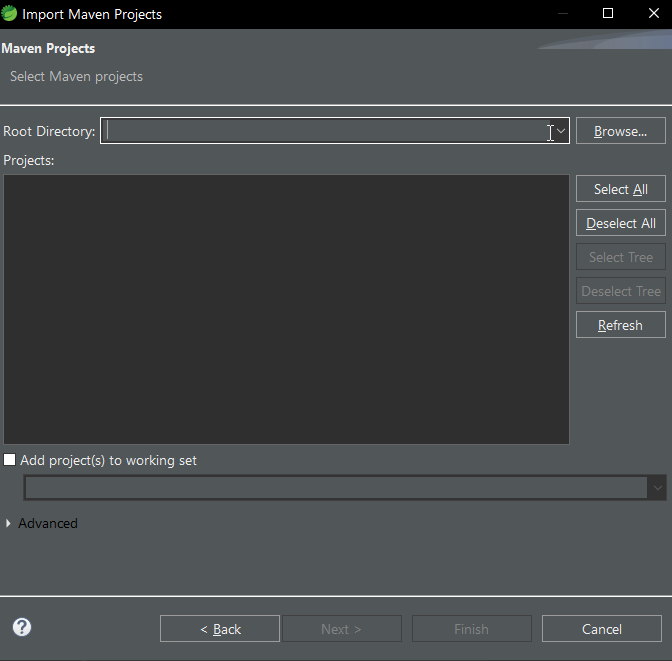 Import Maven Projects
Maven Projects
Select Maven projects
Root Directory:
Browse...
Projects:
Select All
Deselect All
Select Tree
Deselect Tree
Refresh
Add project(s) to working set
Advanced
?
< Back
Next >
Finish
Cancel